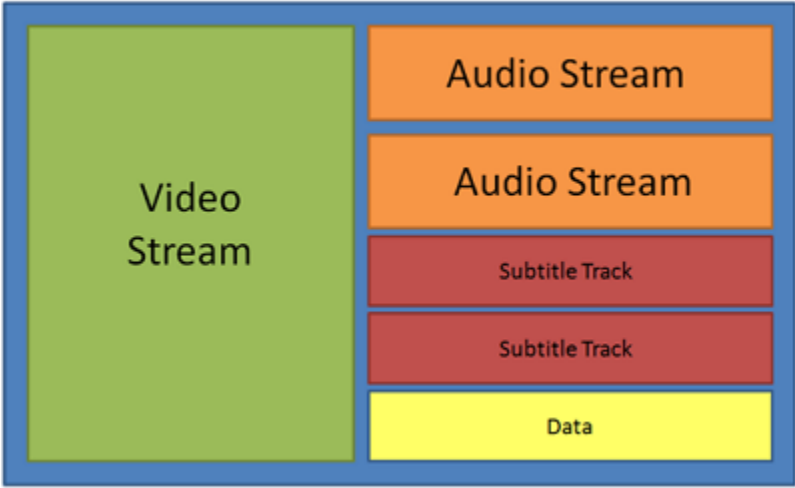 Video
Stream
Audio Stream
Audio Stream
Subtitle Track
Subtitle Track
Data